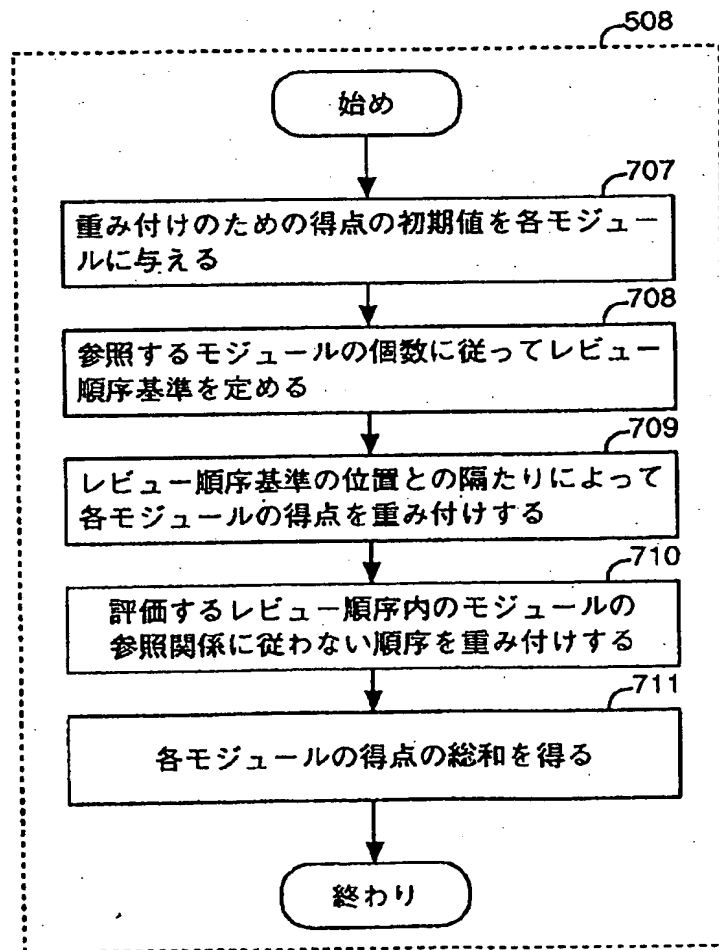 508
始め
707
重み付けのための得点の初期値を各モジュー
ルに与える
708
参照するモジュールの個数に従ってレビュー
順序基準を定める
709
レビュー順序基準の位置との隔たりによって
各モジュールの得点を重み付けする
710
評価するレビュー順序内のモジュールの
参照関係に従わない順序を重み付けする
711
各モジュールの得点の総和を得る
終わり